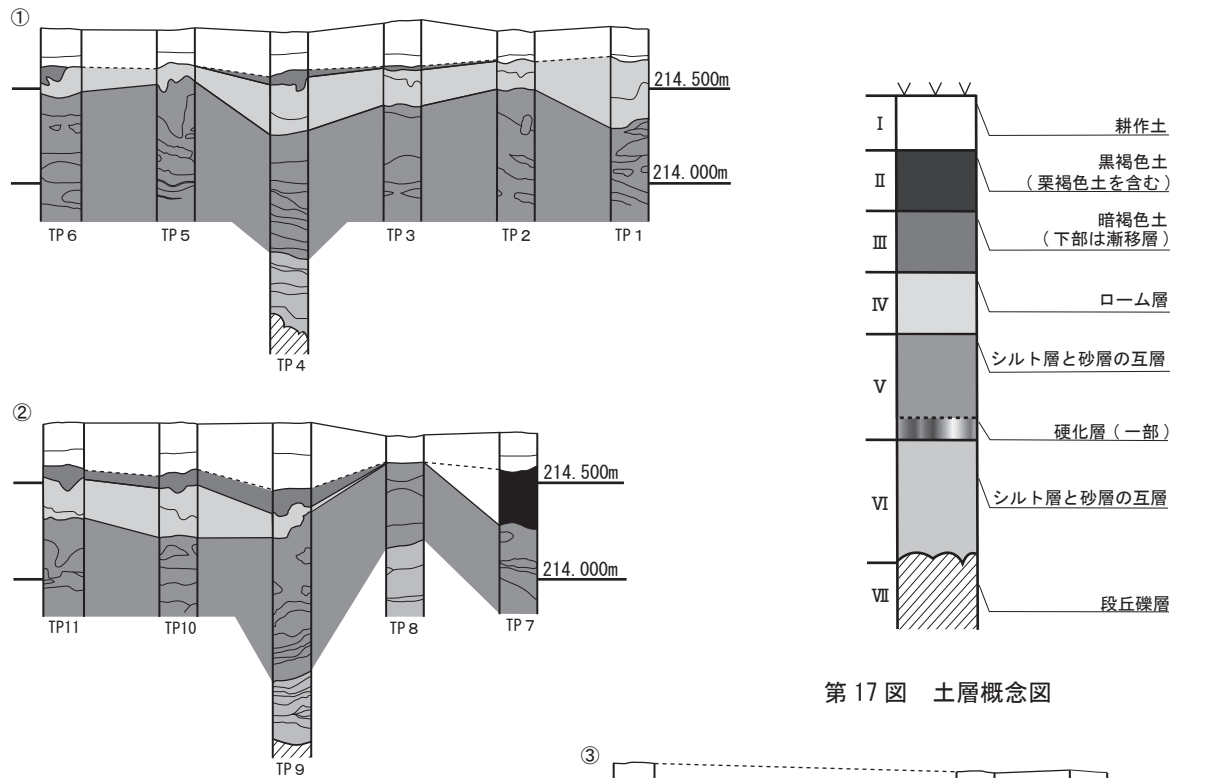 ①
214.500m
214.000m
TP6 TP5 TP4 TP3 TP2 TP1
②
214.500m
214.000m
TP11 TP10 TP9 TP8 TP7
Ⅰ 耕作土
Ⅱ 黒褐色土
(栗褐色土を含む)
Ⅲ 暗褐色土
(下部は漸移層)
Ⅳ ローム層
Ⅴ シルト層と砂層の互層
硬化層(一部)
Ⅵ シルト層と砂層の互層
Ⅶ 段丘礫層
第17図 土層概念図
③